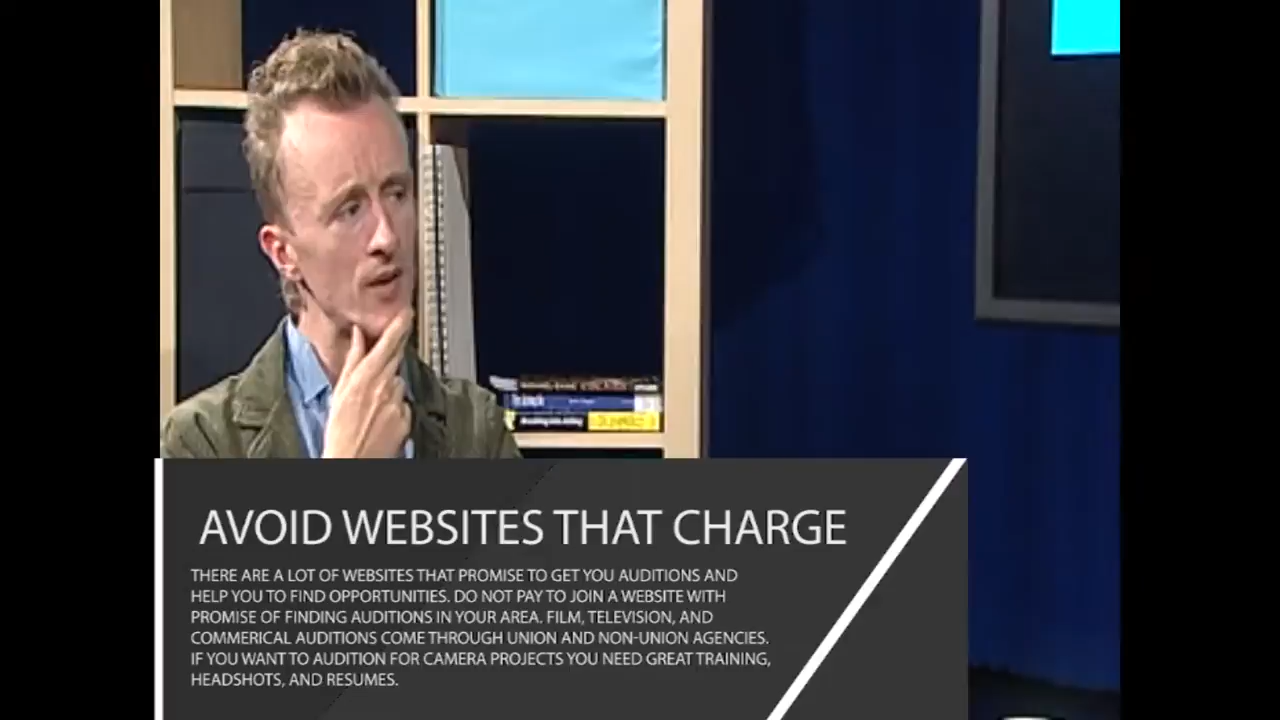 AVOID WEBSITES THAT CHARGE
THERE ARE A LOT OF WEBSITES THAT PROMISE TO GET YOU AUDITIONS AND
HELP YOU TO FIND OPPORTUNITIES. DO NOT PAY TO JOIN A WEBSITE WITH
PROMISE OF FINDING AUDITIONS IN YOUR AREA. FILM, TELEVISION, AND
COMMERICAL AUDITIONS COME THROUGH UNION AND NON-UNION AGENCIES.
IF YOU WANT TO AUDITION FOR CAMERA PROJECTS YOU NEED GREAT TRAINING,
HEADSHOTS, AND RESUMES.